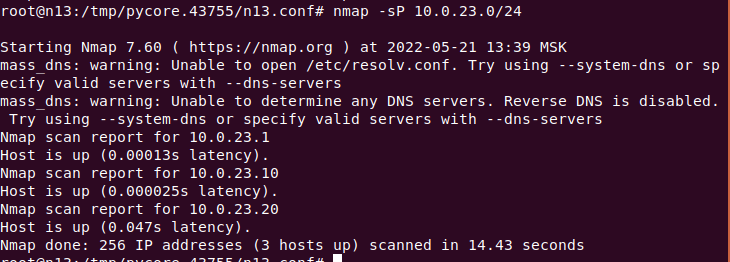 root@n13:/tmp/pycore.43755/n13.conf# nmap -sP 10.0.23.0/24
Starting Nmap 7.60 ( https://nmap.org ) at 2022-05-21 13:39 MSK
mass_dns: warning: Unable to open /etc/resolv.conf. Try using --system-dns or sp
ecify valid servers with --dns-servers
mass_dns: warning: Unable to determine any DNS servers. Reverse DNS is disabled.
 Try using --system-dns or specify valid servers with --dns-servers
Nmap scan report for 10.0.23.1
Host is up (0.00013s latency).
Nmap scan report for 10.0.23.10
Host is up (0.000025s latency).
Nmap scan report for 10.0.23.20
Host is up (0.047s latency).
Nmap done: 256 IP addresses (3 hosts up) scanned in 14.43 seconds
root@n13:/tmp/pycore.43755/n13.conf#